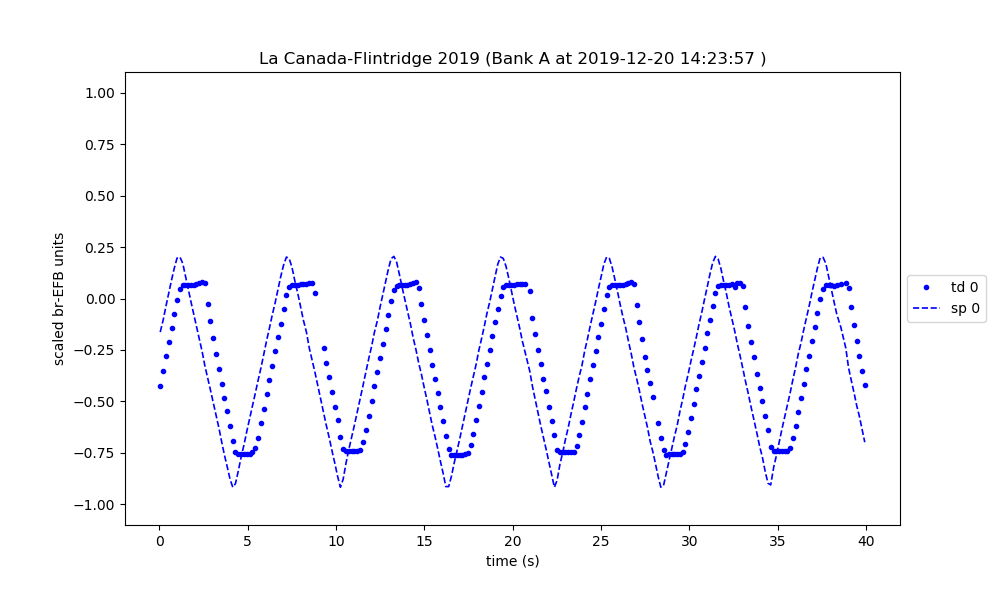 La Canada-Flintridge 2019 (Bank A at 2019-12-20 14:23:57 )
scaled br-EFB units
1.00
0.75
0.50
0.25
0.00
−0.25
−0.50
−0.75
−1.00
0 5 10 15 20 25 30 35 40
time (s)
td 0
sp 0